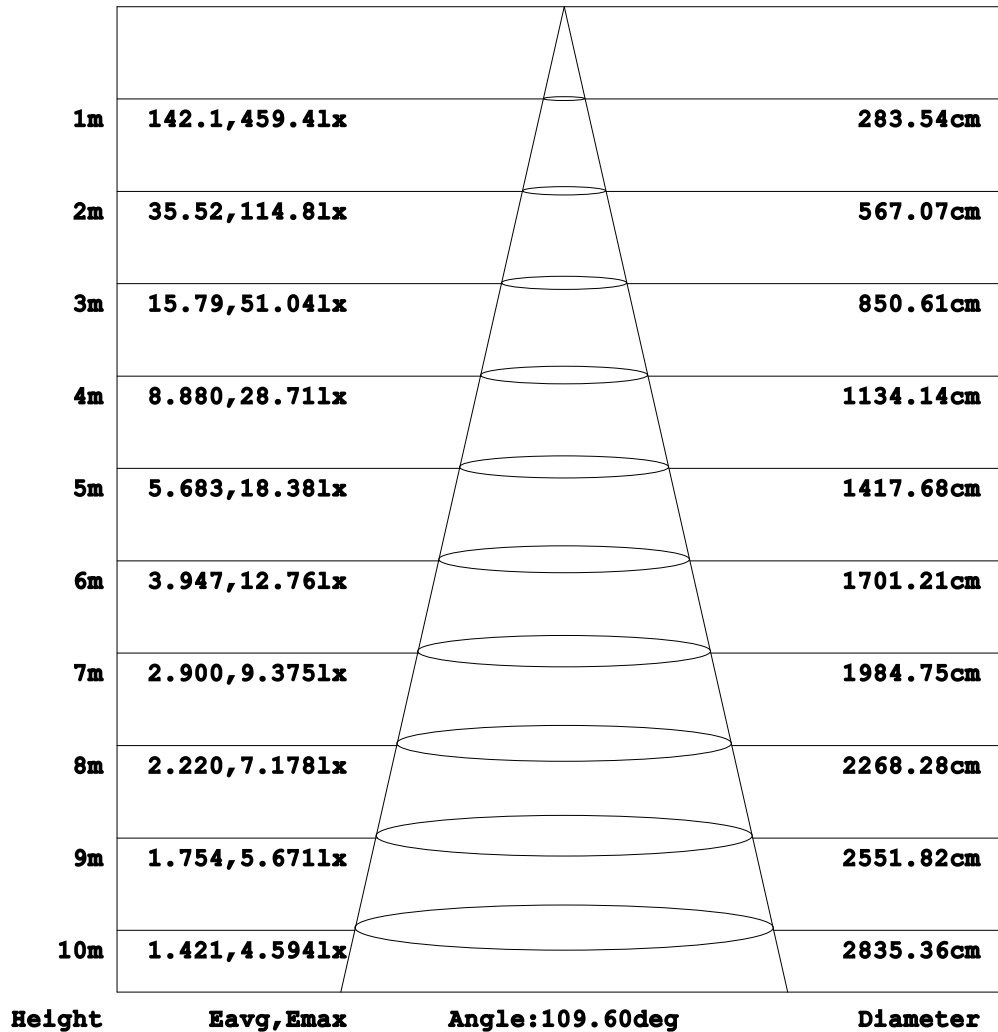 1m 142.1,459.4lx 283.54cm
2m 35.52,114.8lx 567.07cm
3m 15.79,51.04lx 850.61cm
4m 8.880,28.71lx 1134.14cm
5m 5.683,18.38lx 1417.68cm
6m 3.947,12.76lx 1701.21cm
7m 2.900,9.375lx 1984.75cm
8m 2.220,7.178lx 2268.28cm
9m 1.754,5.671lx 2551.82cm
10m 1.421,4.594lx 2835.36cm
Height Eavg,Emax Angle:109.60deg Diameter